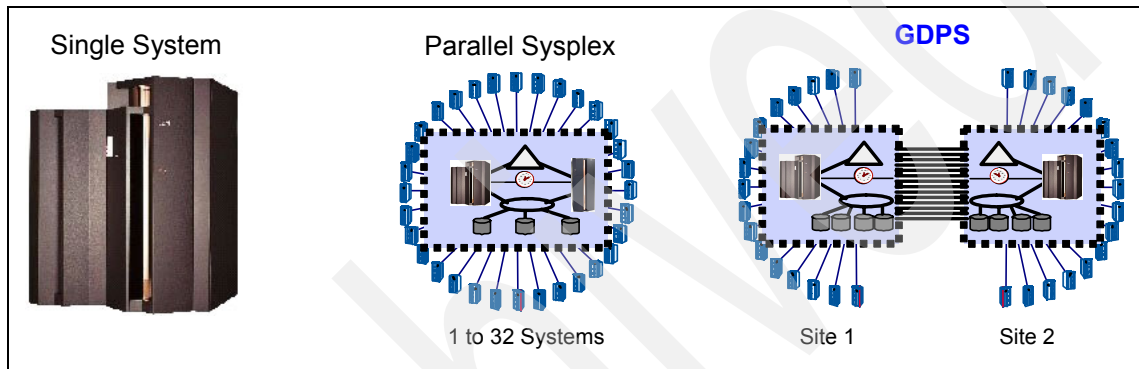 Single System
Parallel Sysplex
GDPS
1 to 32 Systems
Site 1
Site 2